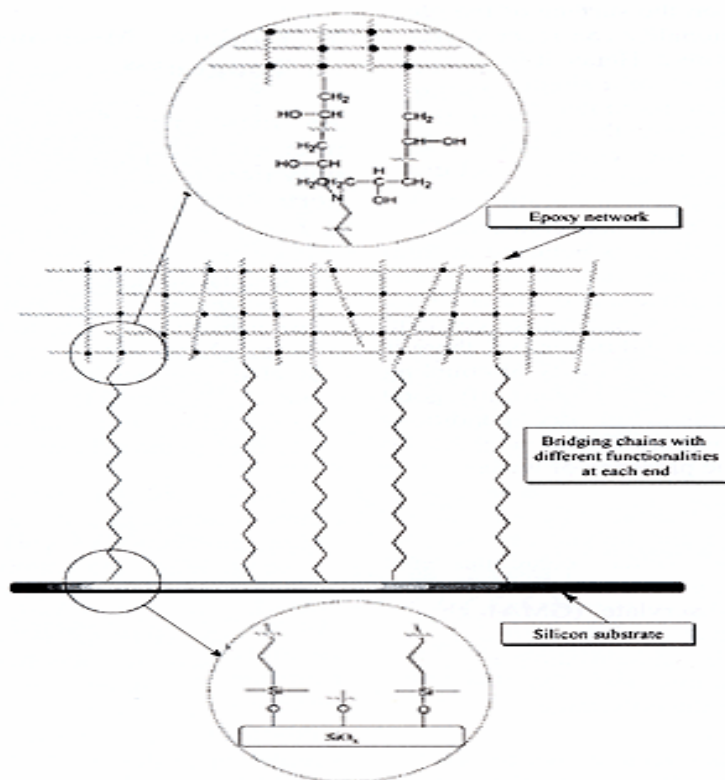 CH₂
HO CH
CH₂
H₂C
CH OH
HO CH
H
CH₂
N
OH
Epoxy network
Bridging chains with
different functionalities
at each end
Silicon substrate
Si
Si
O
O
O
SiOₓ